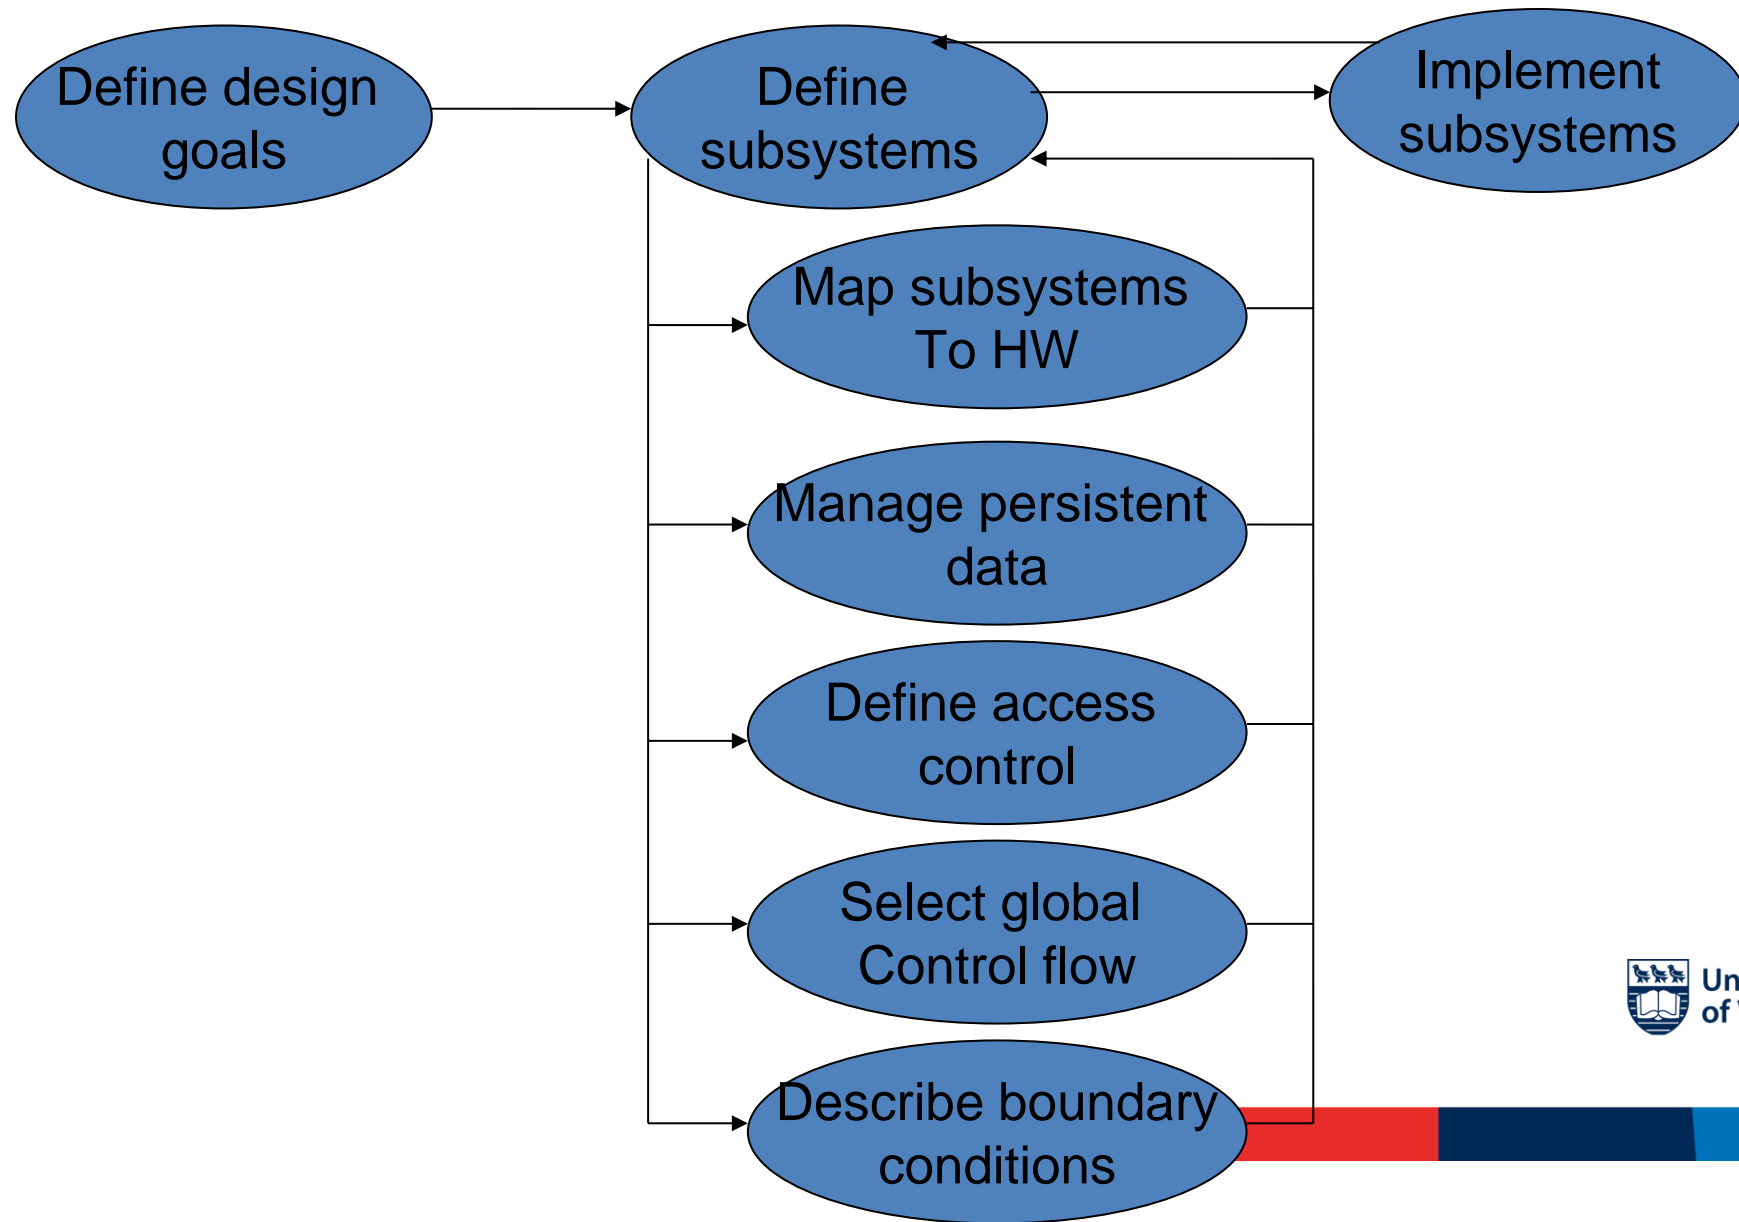 Define design
goals
Define
subsystems
Implement
subsystems
Map subsystems
To HW
Manage persistent
data
Define access
control
Select global
Control flow
Describe boundary
conditions
of